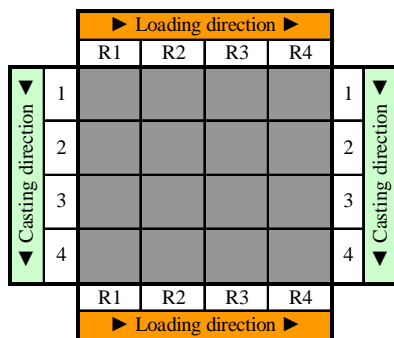 ► Loading direction ►
R1 R2 R3 R4
◄ Casting direction ◄
1
2
3
4
1
2
3
4
◄ Casting direction ◄
R1 R2 R3 R4
► Loading direction ►